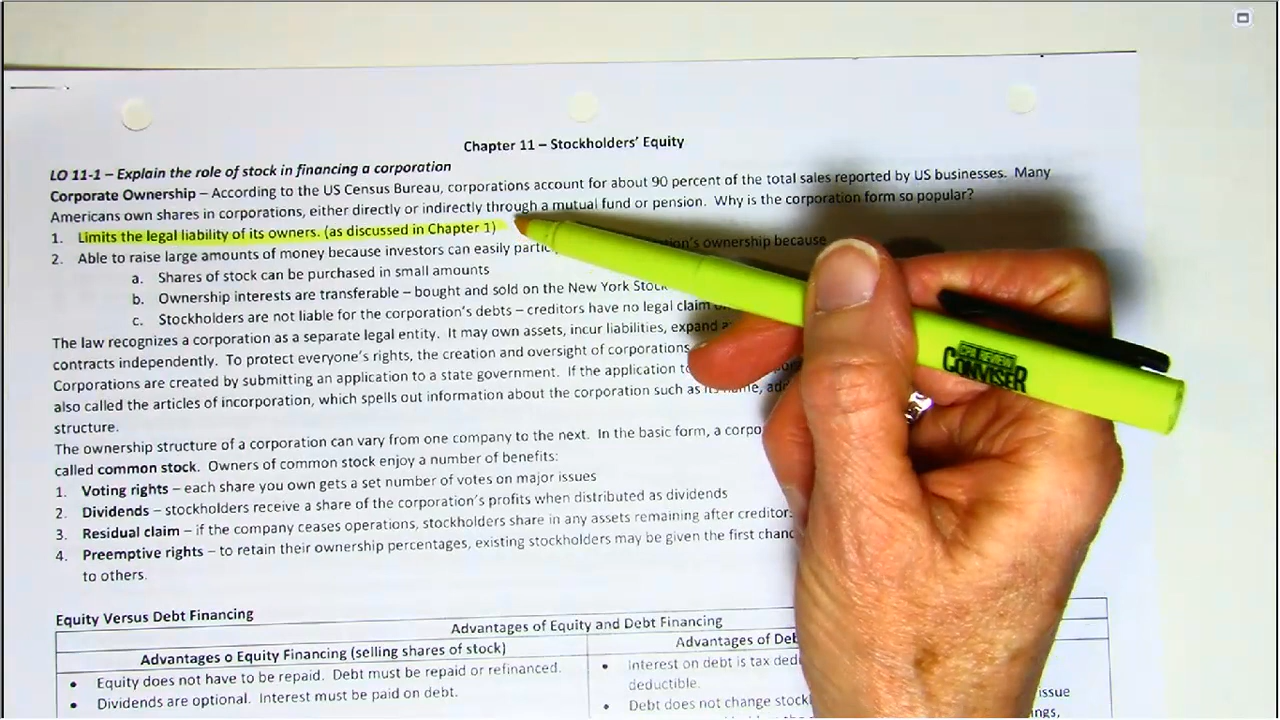 Chapter 11 – Stockholders' Equity
LO 11-1 – Explain the role of stock in financing a corporation
Corporate Ownership – According to the US Census Bureau, corporations account for about 90 percent of the total sales reported by US businesses. Many
Americans own shares in corporations, either directly or indirectly through a mutual fund or pension. Why is the corporation form so popular?
1. Limits the legal liability of its owners. (as discussed in Chapter 1)
2. Able to raise large amounts of money because investors can easily ownership because
a. Shares of stock can be purchased in small amounts
b. Ownership interests are transferable – bought and sold on the New York
c. Stockholders are not liable for the corporation's debts – creditors have no legal claim
The law recognizes a corporation as a separate legal entity. It may own assets, incur liabilities, expand
contracts independently. To protect everyone's rights, the creation and oversight of corporations
Corporations are created by submitting an application to a state government. If the application
also called the articles of incorporation, which spells out information about the corporation such as its name,
structure.
The ownership structure of a corporation can vary from one company to the next. In the basic form, a
called common stock. Owners of common stock enjoy a number of benefits:
1. Voting rights – each share you own gets a set number of votes on major issues
2. Dividends – stockholders receive a share of the corporation's profits when distributed as dividends
3. Residual claim – if the company ceases operations, stockholders share in any assets remaining after
4. Preemptive rights – to retain their ownership percentages, existing stockholders may be given the first
to others.
Equity Versus Debt Financing
Advantages of Equity and Debt Financing
Advantages o Equity Financing (selling shares of stock)
Advantages of
• Equity does not have to be repaid. Debt must be repaid or refinanced.
• Dividends are optional. Interest must be paid on debt.
• Interest on debt is tax
deductible.
• Debt does not change
issue
CPA REVIEW
CONVISER